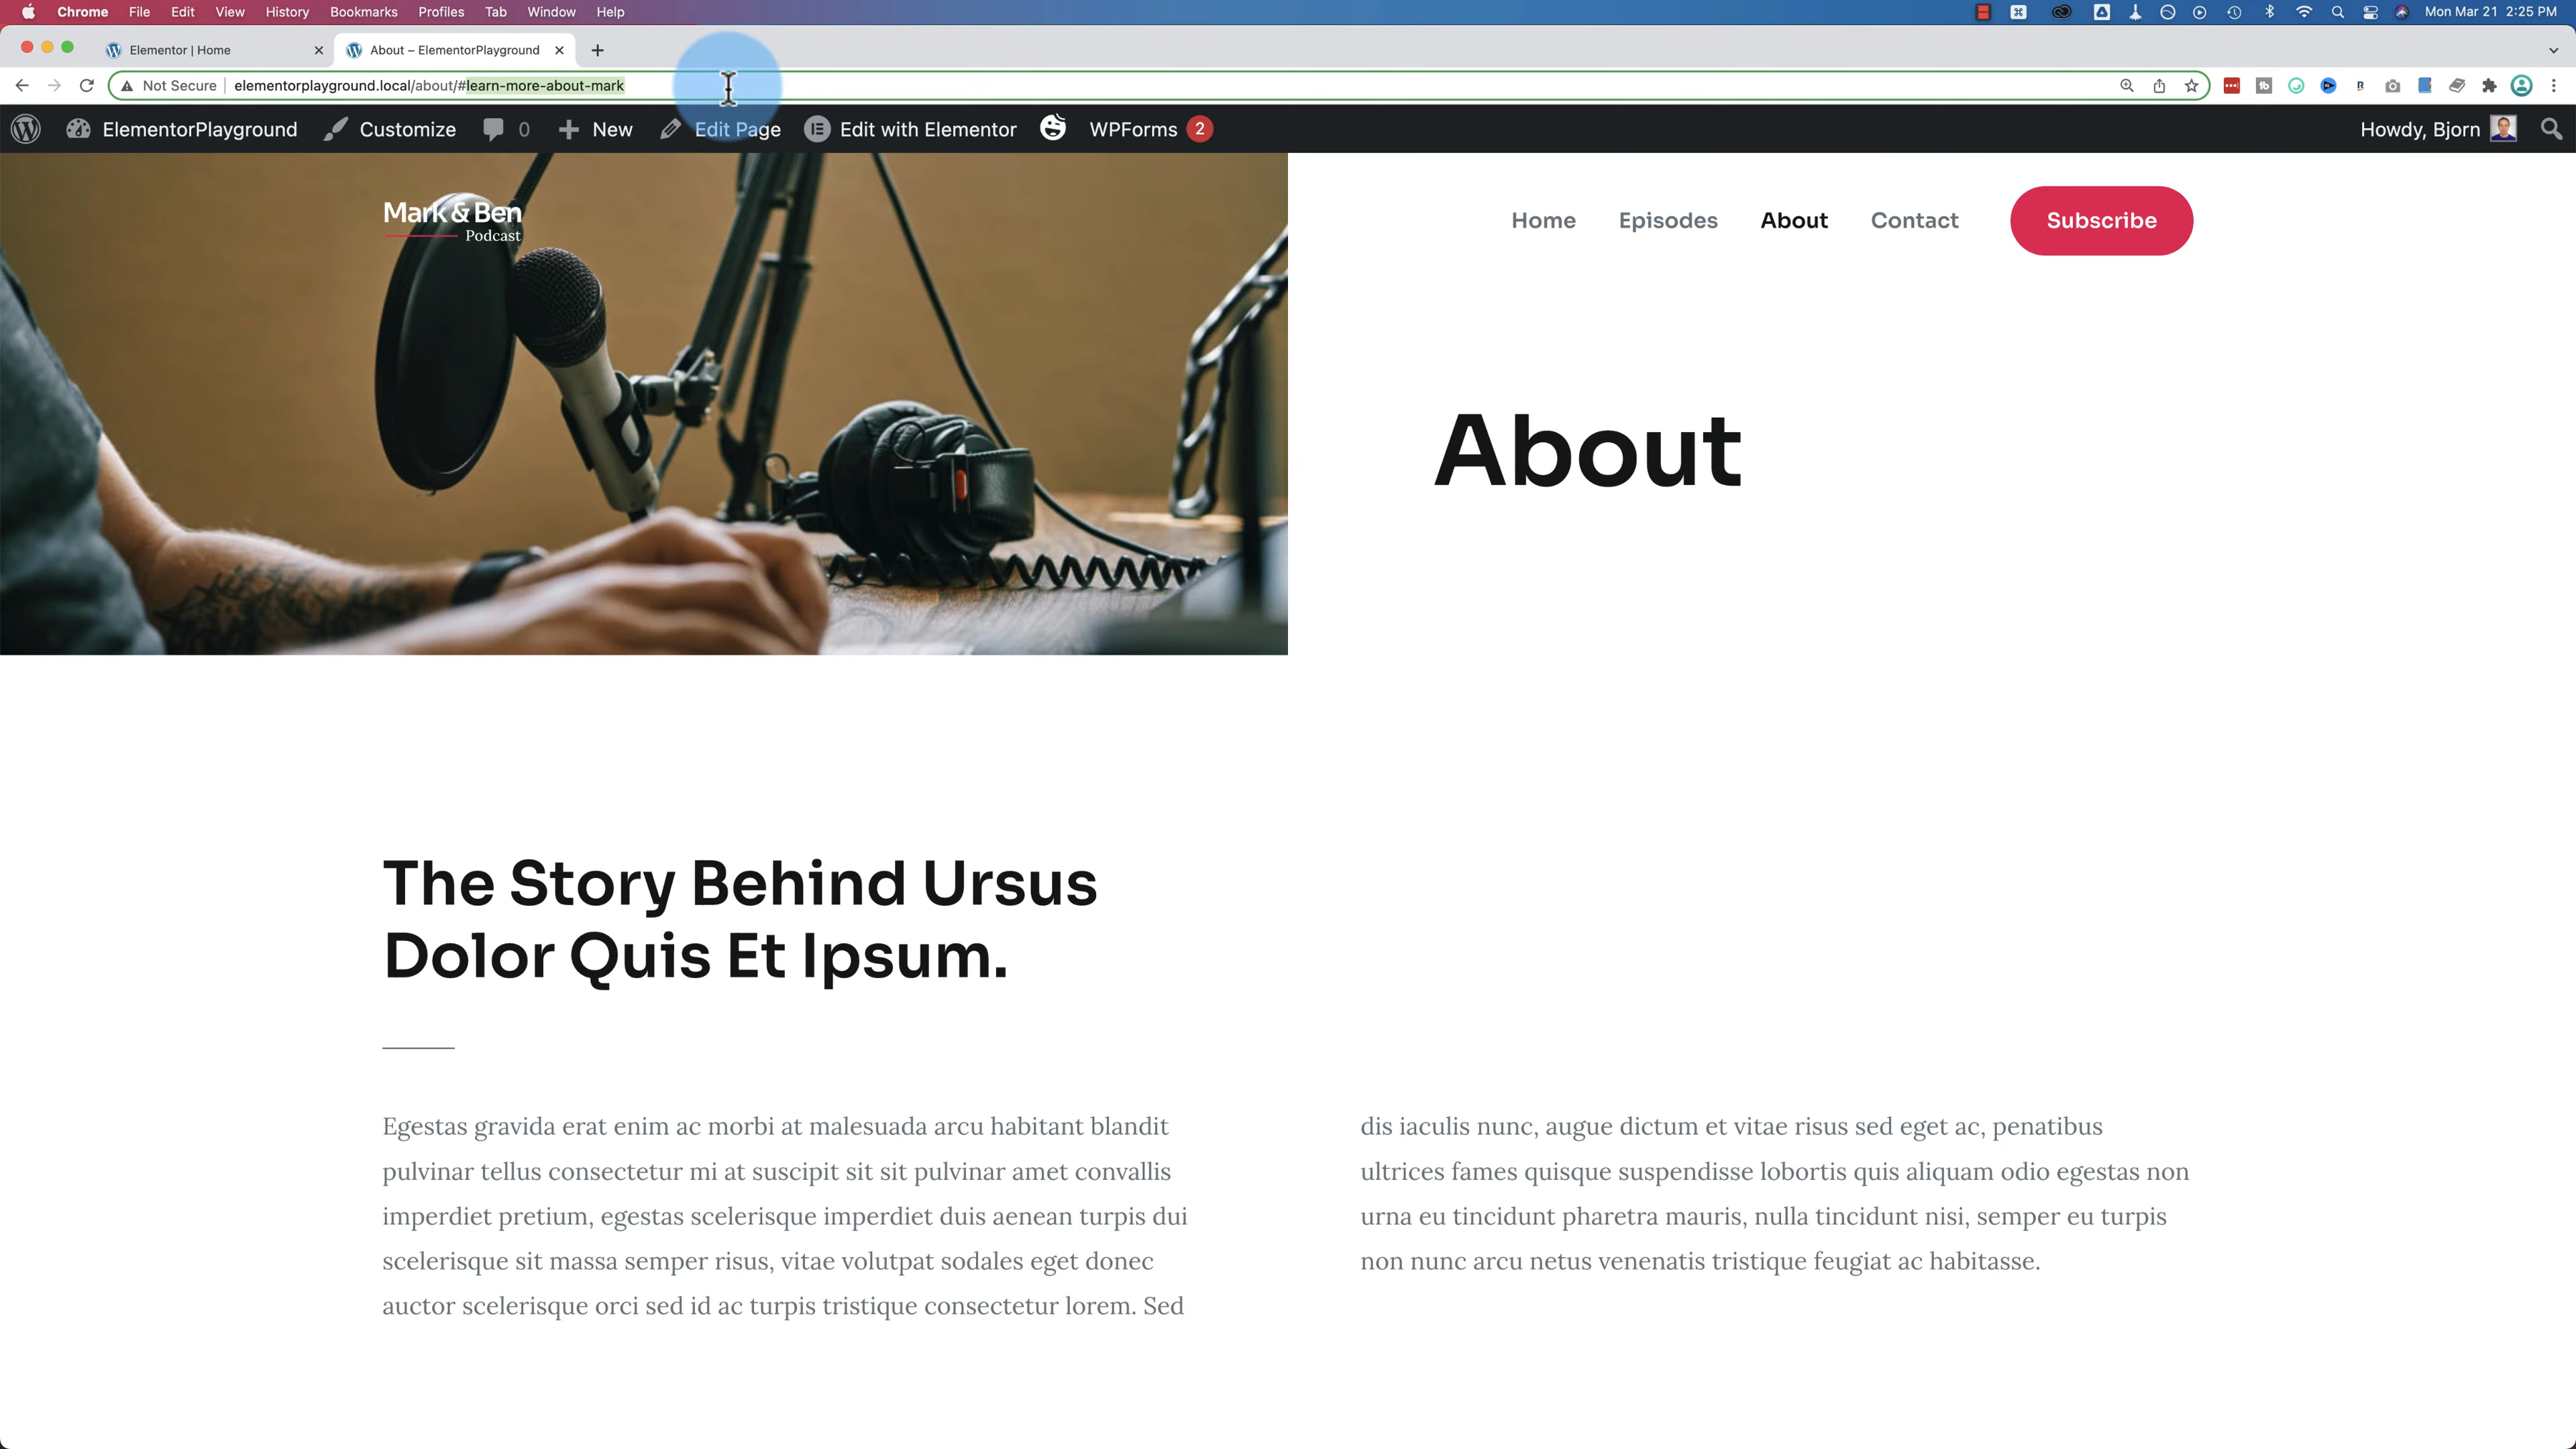 Chrome File Edit View History Bookmarks Profiles Tab Window Help Mon Mar 21 2:25 PM
Elementor | Home About – ElementorPlayground
Not Secure elementorplayground.local/about/#learn-more-about-mark
ElementorPlayground Customize 0 New Edit Page Edit with Elementor WPForms 2 Howdy, Bjorn
Mark & Ben
Podcast
Home Episodes About Contact Subscribe
About
The Story Behind Ursus
Dolor Quis Et Ipsum.
Egestas gravida erat enim ac morbi at malesuada arcu habitant blandit
pulvinar tellus consectetur mi at suscipit sit sit pulvinar amet convallis
imperdiet pretium, egestas scelerisque imperdiet duis aenean turpis dui
scelerisque sit massa semper risus, vitae volutpat sodales eget donec
auctor scelerisque orci sed id ac turpis tristique consectetur lorem. Sed
dis iaculis nunc, augue dictum et vitae risus sed eget ac, penatibus
ultrices fames quisque suspendisse lobortis quis aliquam odio egestas non
urna eu tincidunt pharetra mauris, nulla tincidunt nisi, semper eu turpis
non nunc arcu netus venenatis tristique feugiat ac habitasse.